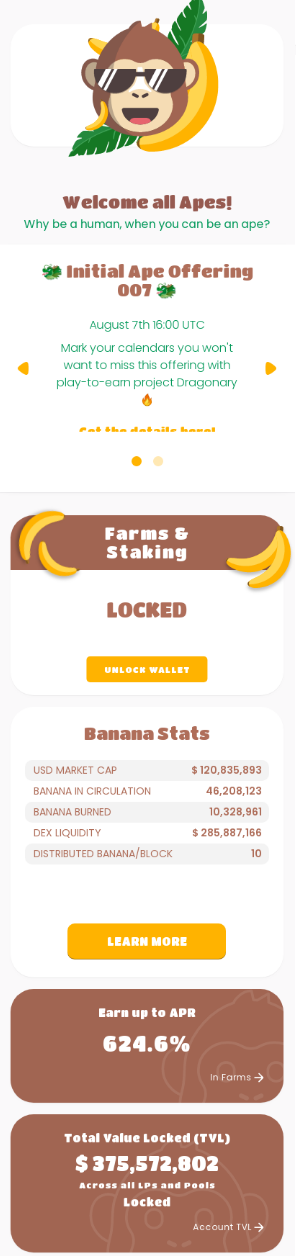 Welcome all Apes!
Why be a human, when you can be an ape?
🐲 Initial Ape Offering
007 🐲
August 7th 16:00 UTC
Mark your calendars you won't
want to miss this offering with
play-to-earn project Dragonary
🔥
Get the details here!
Farms &
Staking
LOCKED
UNLOCK WALLET
Banana Stats
USD MARKET CAP $ 120,835,893
BANANA IN CIRCULATION 46,208,123
BANANA BURNED 10,328,961
DEX LIQUIDITY $ 285,887,166
DISTRIBUTED BANANA/BLOCK 10
LEARN MORE
Earn up to APR
624.6%
In Farms →
Total Value Locked (TVL)
$ 375,572,802
Across all LPs and Pools
Locked
Account TVL →